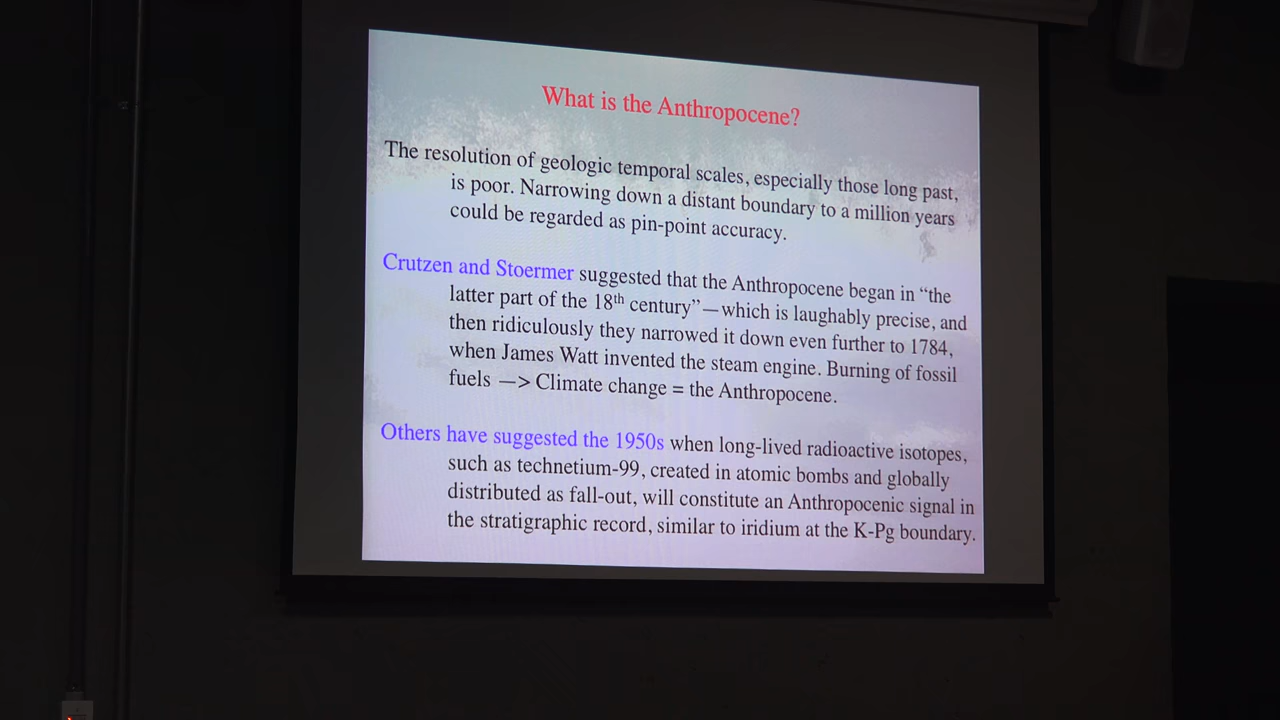 What is the Anthropocene?
The resolution of geologic temporal scales, especially those long past,
is poor. Narrowing down a distant boundary to a million years
could be regarded as pin-point accuracy.
Crutzen and Stoermer suggested that the Anthropocene began in “the
latter part of the 18th century”—which is laughably precise, and
then ridiculously they narrowed it down even further to 1784,
when James Watt invented the steam engine. Burning of fossil
fuels —> Climate change = the Anthropocene.
Others have suggested the 1950s when long-lived radioactive isotopes,
such as technetium-99, created in atomic bombs and globally
distributed as fall-out, will constitute an Anthropocenic signal in
the stratigraphic record, similar to iridium at the K-Pg boundary.